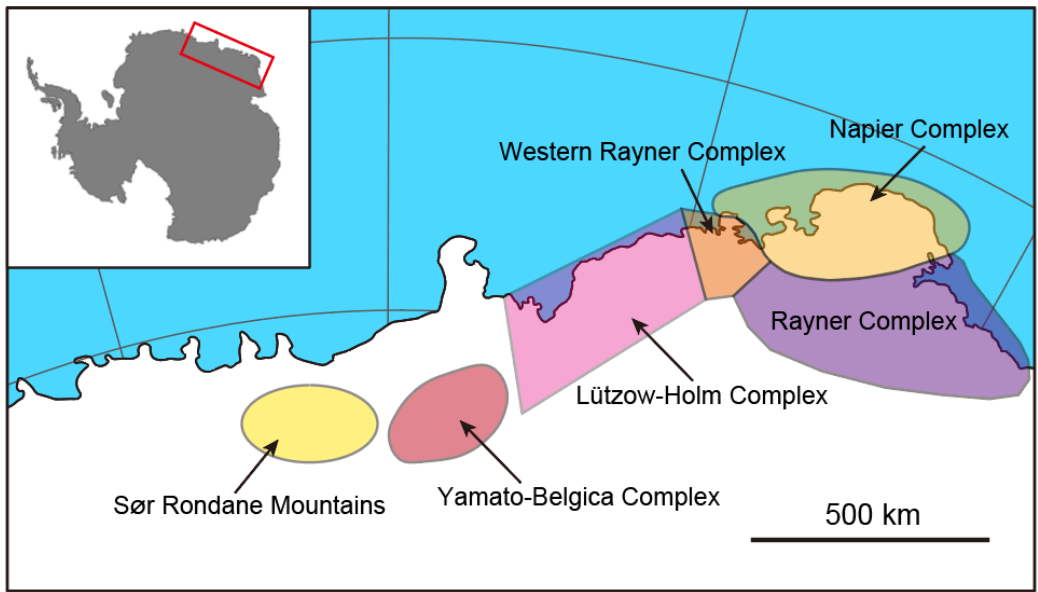 Napier Complex
Western Rayner Complex
Rayner Complex
Lützow-Holm Complex
Yamato-Belgica Complex
Sør Rondane Mountains
500 km